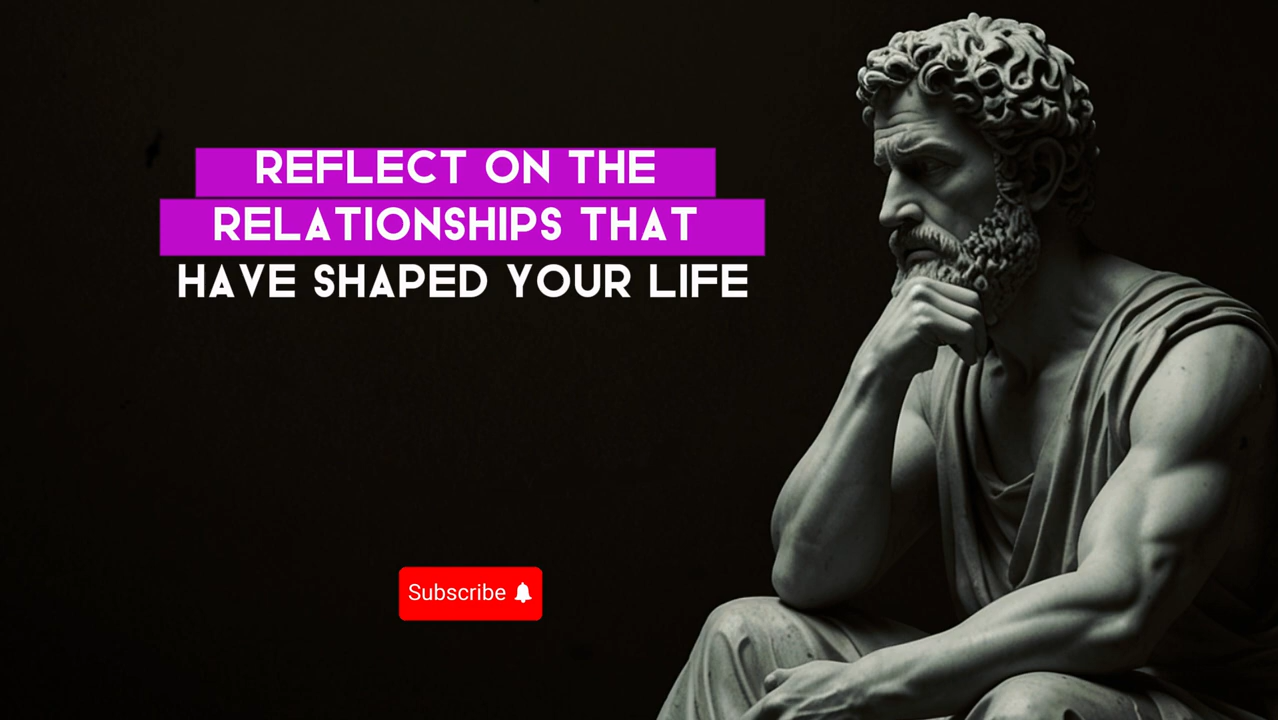 REFLECT ON THE
RELATIONSHIPS THAT
HAVE SHAPED YOUR LIFE
Subscribe